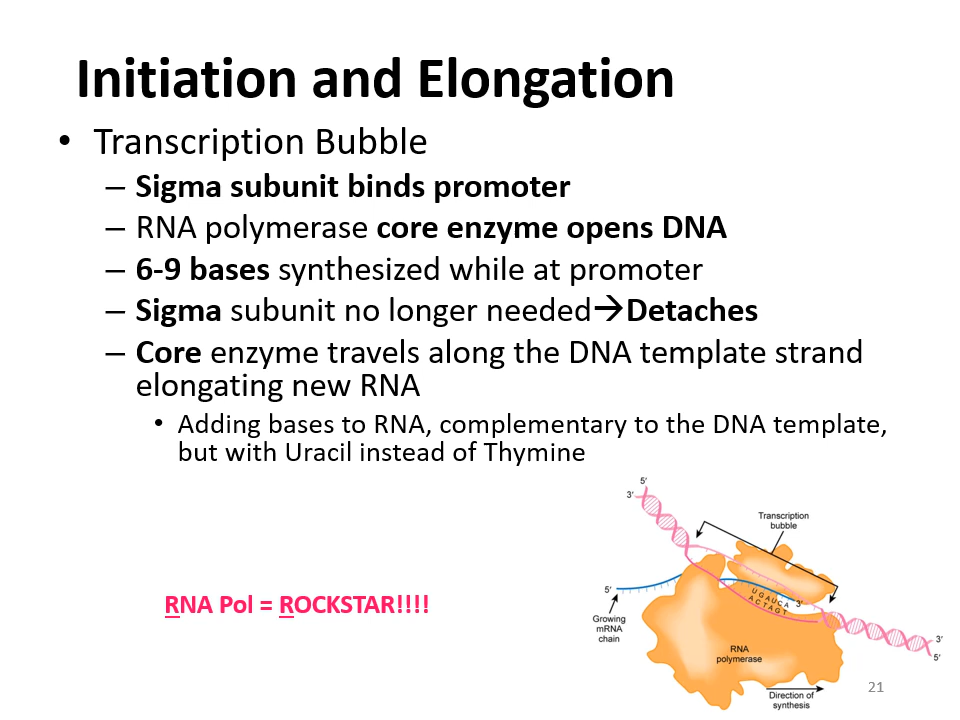 Initiation and Elongation
• Transcription Bubble
– Sigma subunit binds promoter
– RNA polymerase core enzyme opens DNA
– 6-9 bases synthesized while at promoter
– Sigma subunit no longer needed→Detaches
– Core enzyme travels along the DNA template strand
elongating new RNA
• Adding bases to RNA, complementary to the DNA template,
but with Uracil instead of Thymine
5′
3′
Transcription
bubble
5′
UGAUCA 3′
ACTAGT
RNA Pol = ROCKSTAR!!!!
Growing
mRNA
chain
RNA
polymerase
3′
5′
Direction of
synthesis
21